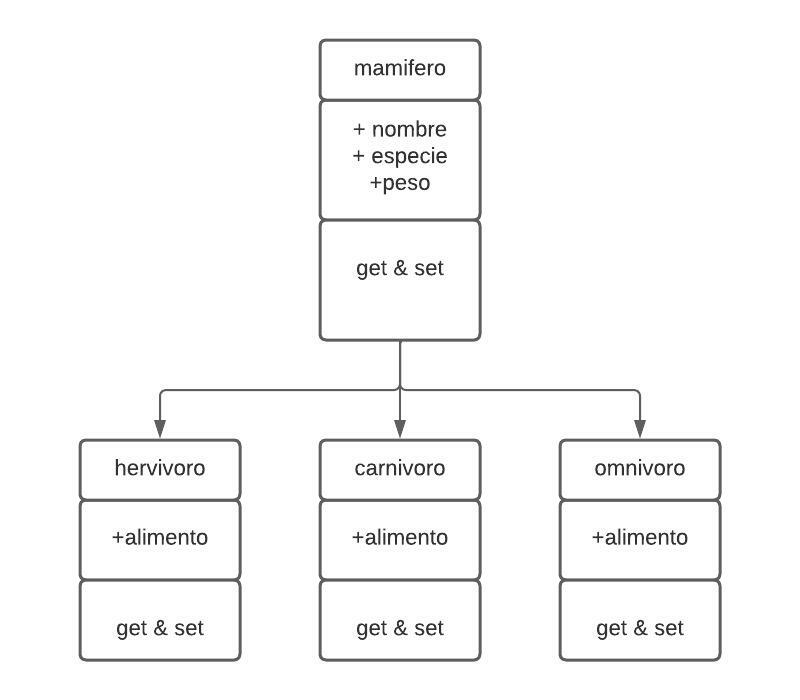 mamifero
+ nombre
+ especie
+peso
get & set
hervivoro
+alimento
get & set
carnivoro
+alimento
get & set
omnivoro
+alimento
get & set